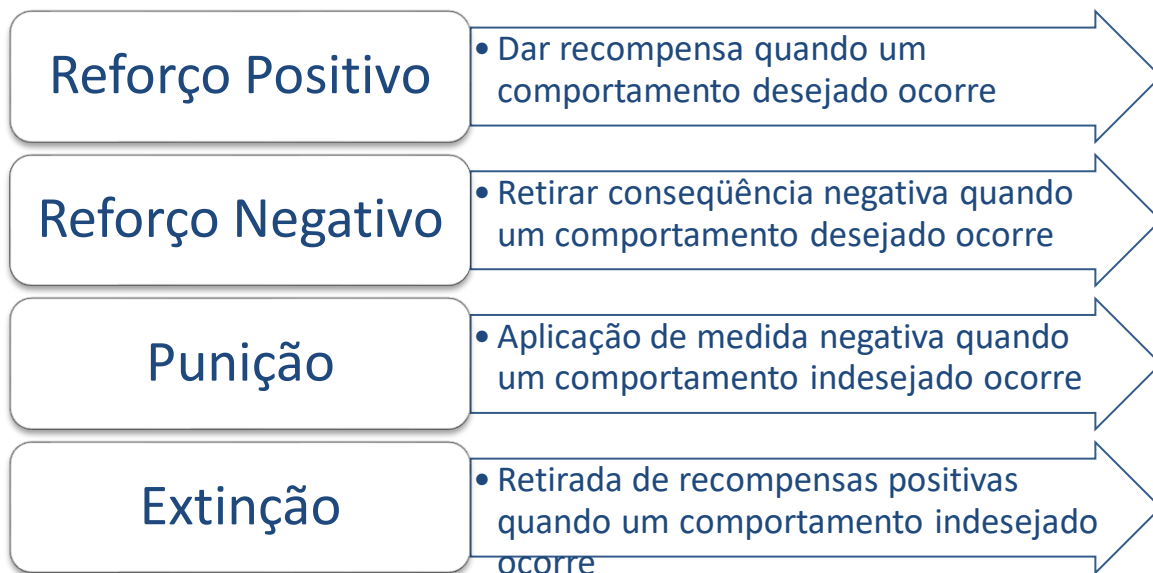 Reforço Positivo
• Dar recompensa quando um
comportamento desejado ocorre
Reforço Negativo
• Retirar conseqüência negativa quando
um comportamento desejado ocorre
Punição
• Aplicação de medida negativa quando
um comportamento indesejado ocorre
Extinção
• Retirada de recompensas positivas
quando um comportamento indesejado
ocorre